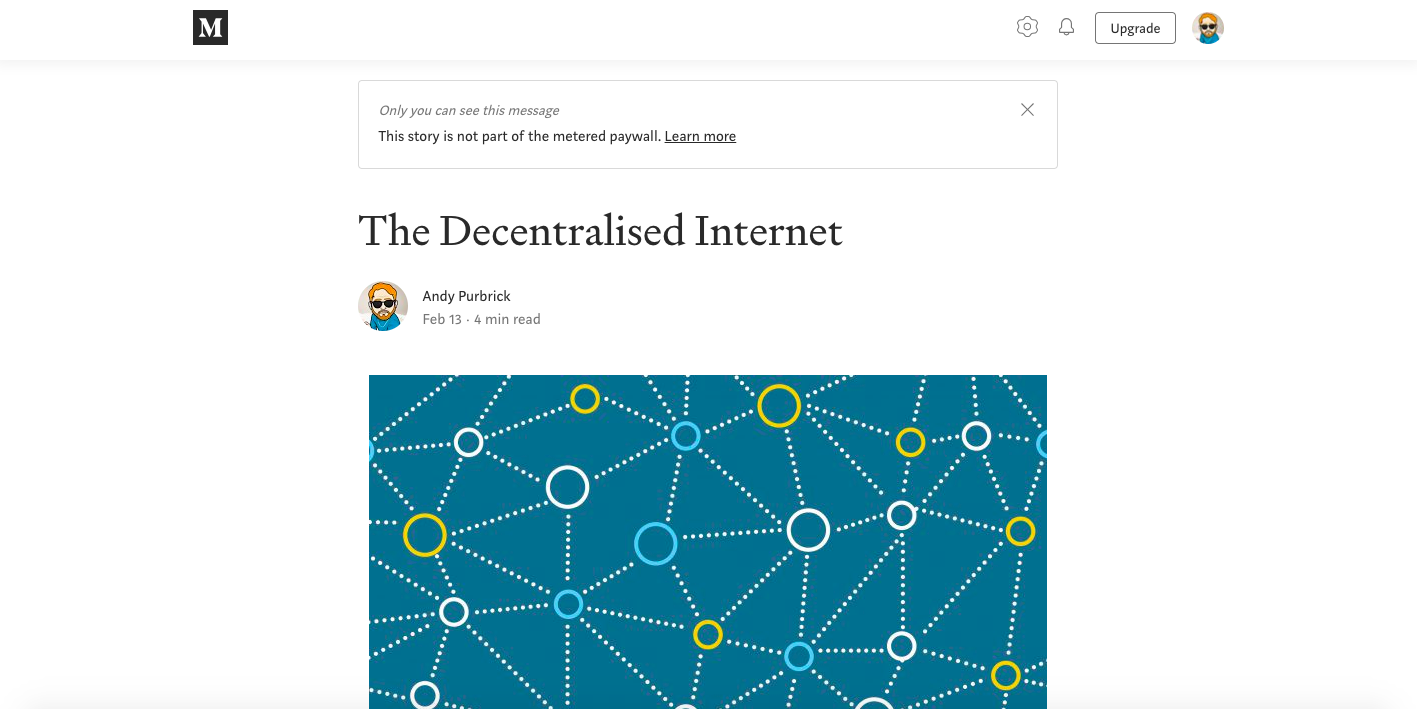 M
Upgrade
Only you can see this message
This story is not part of the metered paywall. Learn more
The Decentralised Internet
Andy Purbrick
Feb 13 · 4 min read